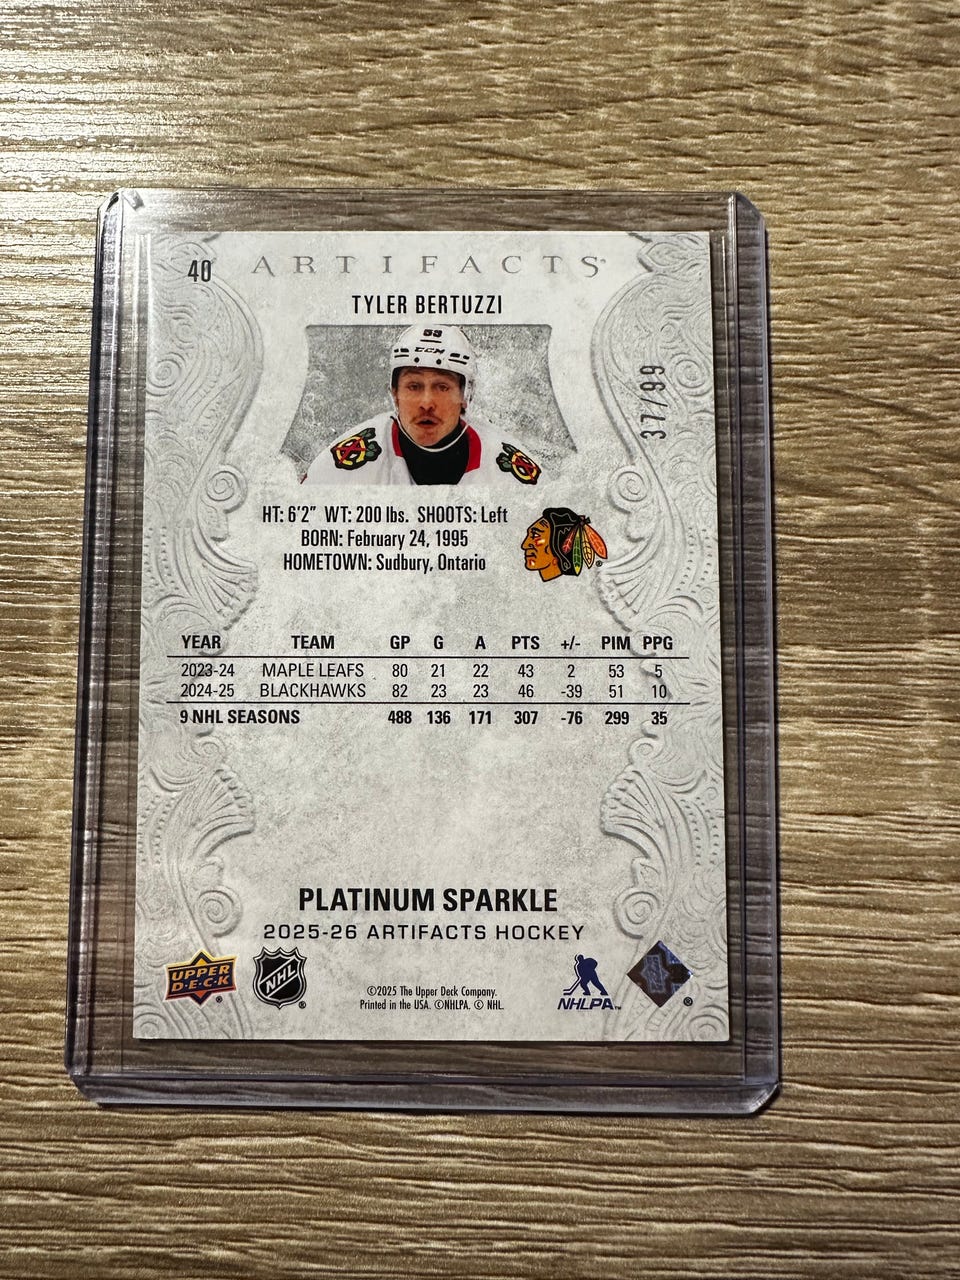 40
ARTIFACTS®
TYLER BERTUZZI
59
CCM
37/99
HT: 6'2" WT: 200 lbs. SHOOTS: Left
BORN: February 24, 1995
HOMETOWN: Sudbury, Ontario
®
YEAR TEAM GP G A PTS +/- PIM PPG
2023-24 MAPLE LEAFS 80 21 22 43 2 53 5
2024-25 BLACKHAWKS 82 23 23 46 -39 51 10
9 NHL SEASONS 488 136 171 307 -76 299 35
PLATINUM SPARKLE
2025-26 ARTIFACTS HOCKEY
UPPER
D·E·C·K
®
NHL
®
©2025 The Upper Deck Company.
Printed in the USA. ©NHLPA. © NHL.
NHLPA™
®